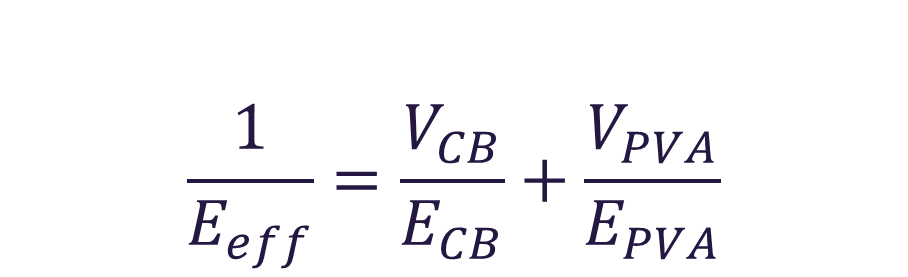 1/E_eff = V_CB/E_CB + V_PVA/E_PVA